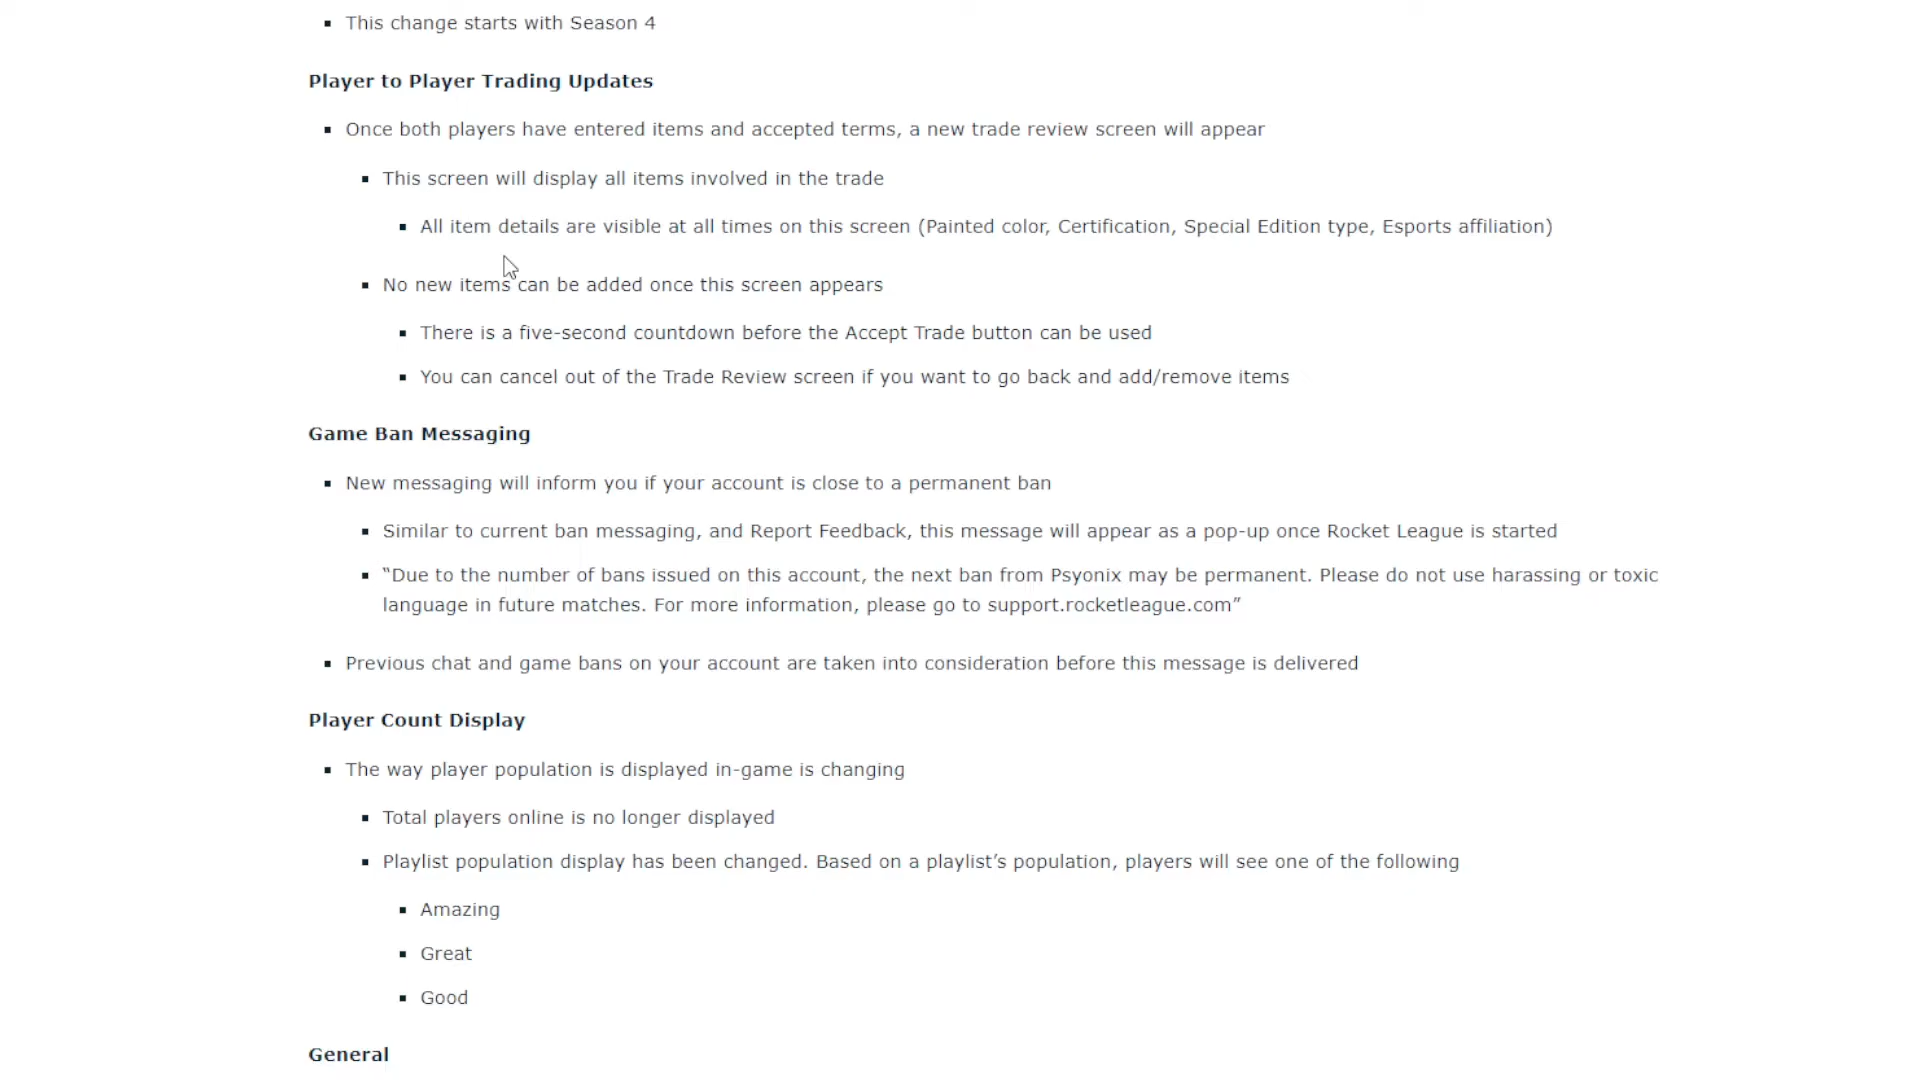 This change starts with Season 4
Player to Player Trading Updates
Once both players have entered items and accepted terms, a new trade review screen will appear
This screen will display all items involved in the trade
All item details are visible at all times on this screen (Painted color, Certification, Special Edition type, Esports affiliation)
No new items can be added once this screen appears
There is a five-second countdown before the Accept Trade button can be used
You can cancel out of the Trade Review screen if you want to go back and add/remove items
Game Ban Messaging
New messaging will inform you if your account is close to a permanent ban
Similar to current ban messaging, and Report Feedback, this message will appear as a pop-up once Rocket League is started
“Due to the number of bans issued on this account, the next ban from Psyonix may be permanent. Please do not use harassing or toxic
language in future matches. For more information, please go to support.rocketleague.com”
Previous chat and game bans on your account are taken into consideration before this message is delivered
Player Count Display
The way player population is displayed in-game is changing
Total players online is no longer displayed
Playlist population display has been changed. Based on a playlist’s population, players will see one of the following
Amazing
Great
Good
General